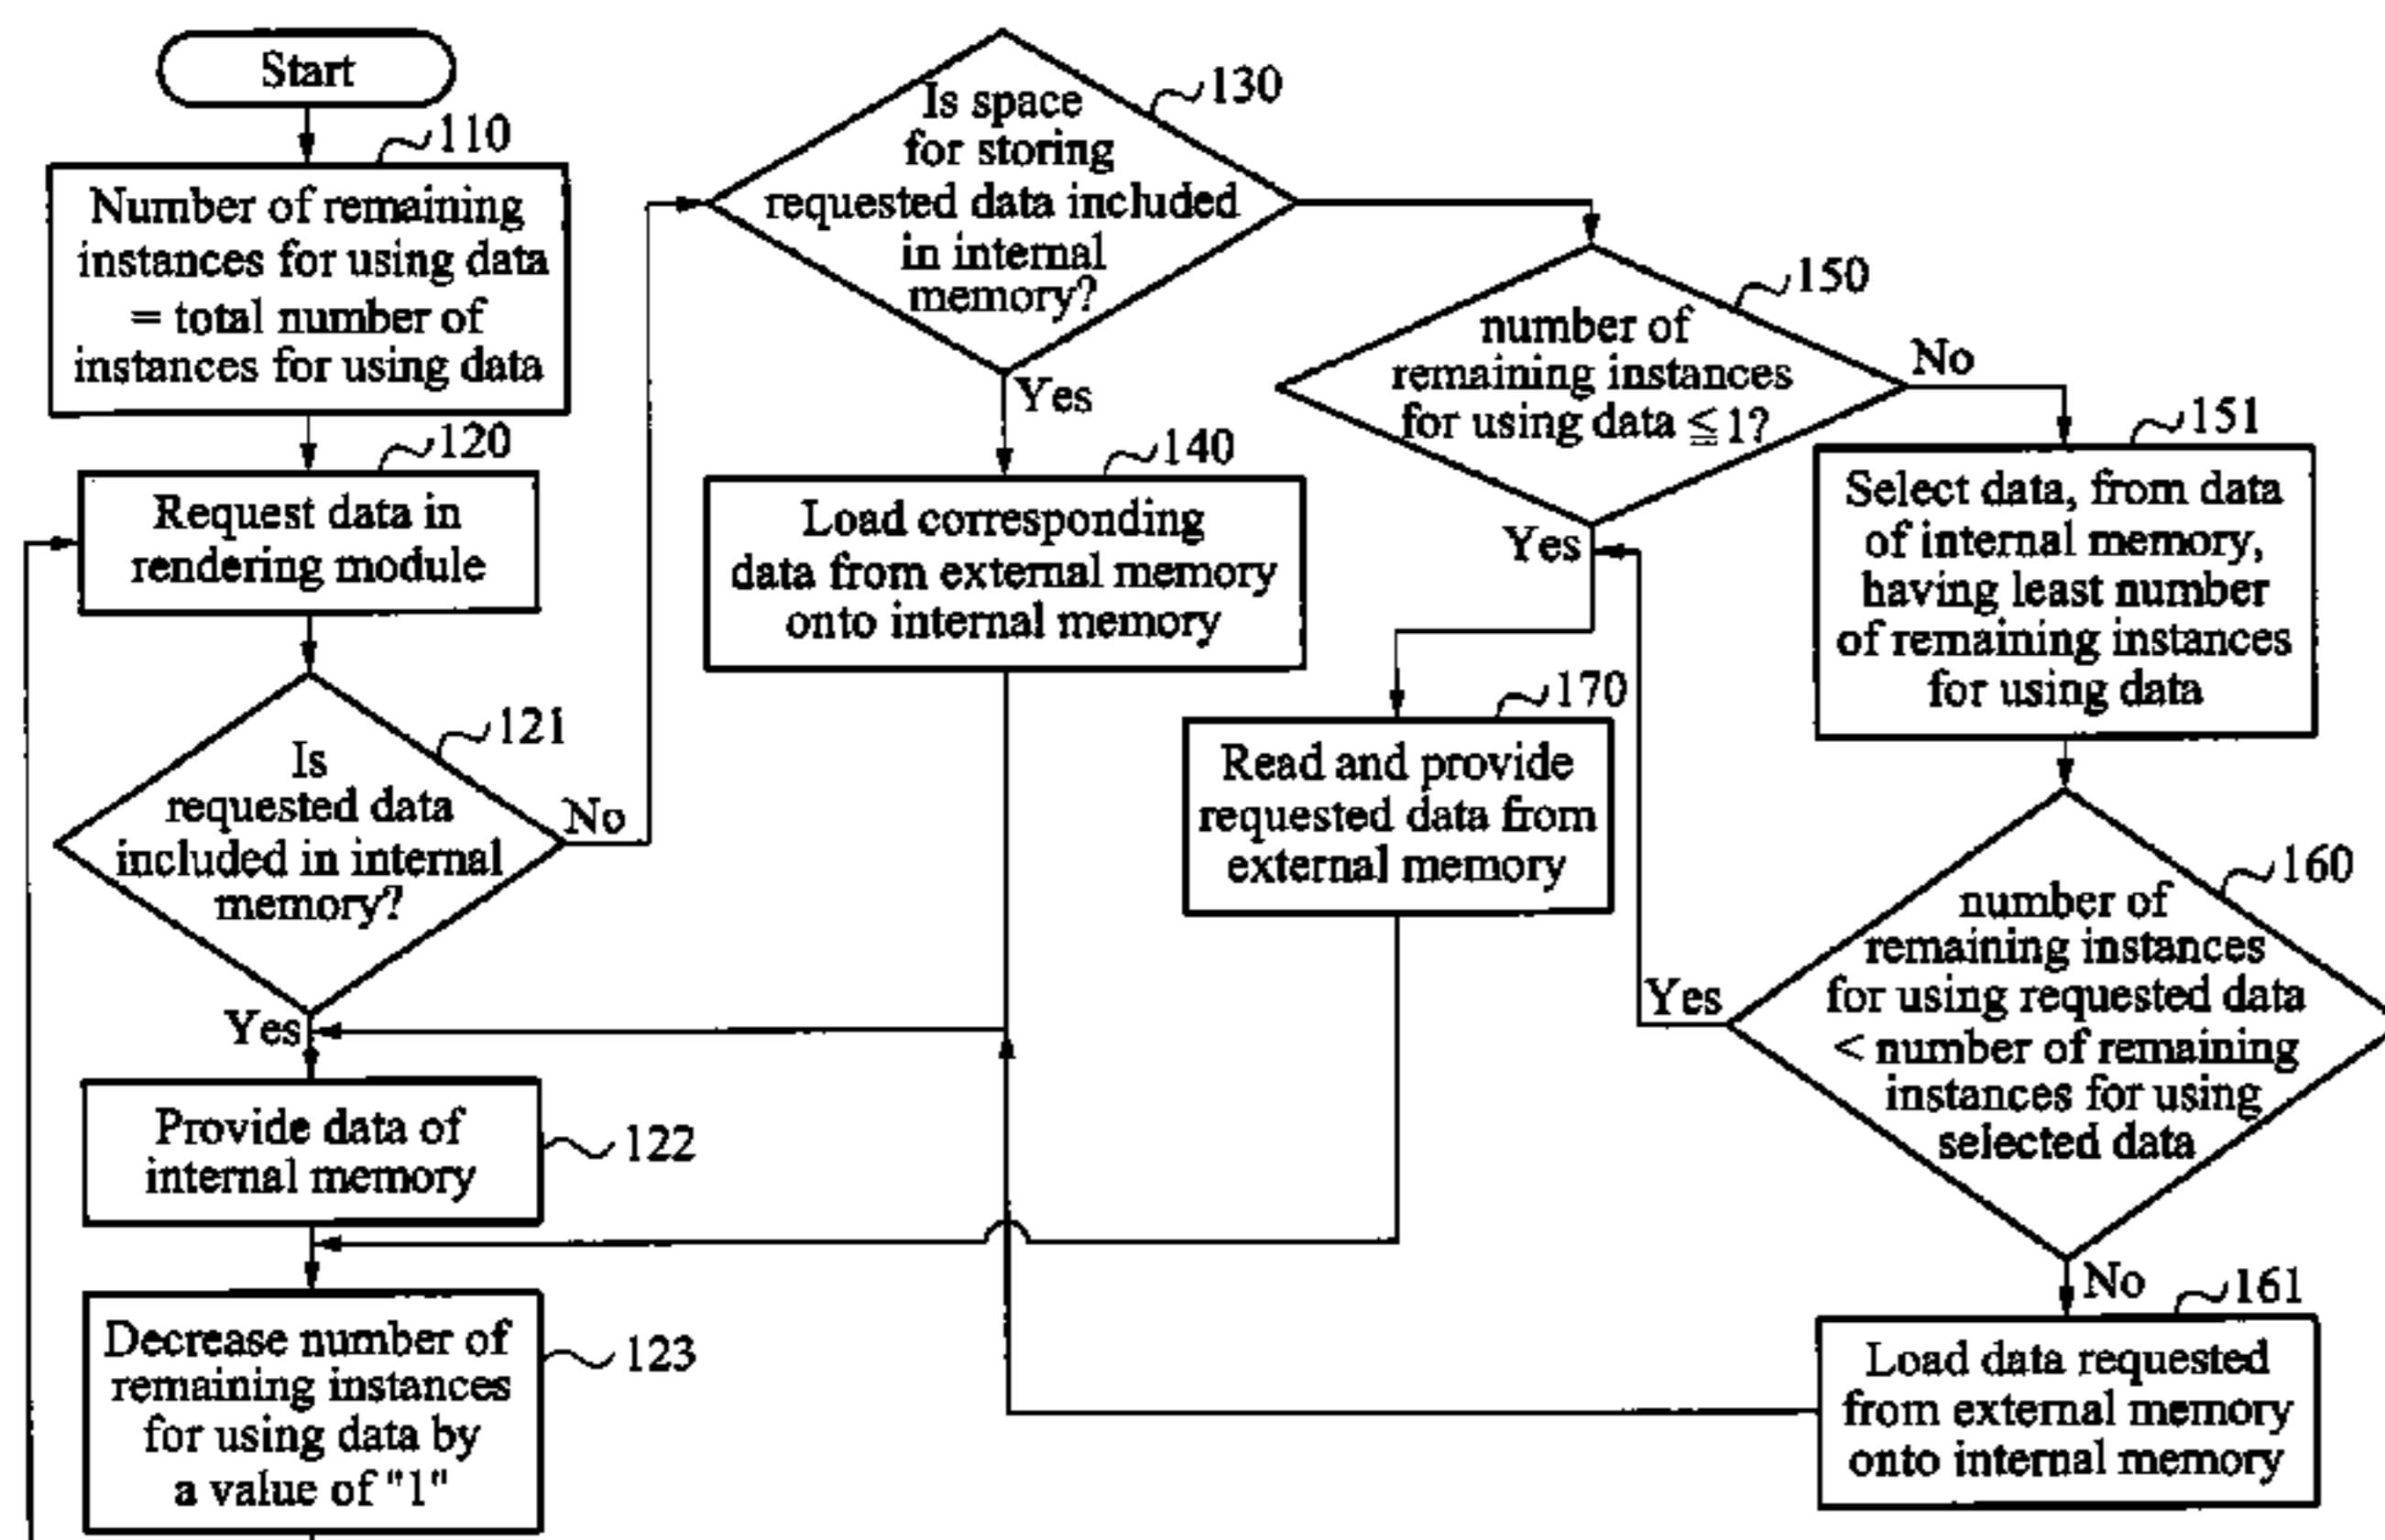 Start
110
Number of remaining
instances for using data
= total number of
instances for using data
120
Request data in
rendering module
121
Is
requested data
included in internal
memory?
No
Yes
Provide data of
internal memory
122
Decrease number of
remaining instances
for using data by
a value of "1"
123
130
Is space
for storing
requested data included
in internal
memory?
Yes
140
Load corresponding
data from external memory
onto internal memory
150
number of
remaining instances
for using data ≦ 1?
No
Yes
151
Select data, from data
of internal memory,
having least number
of remaining instances
for using data
170
Read and provide
requested data from
external memory
160
number of
remaining instances
for using requested data
< number of remaining
instances for using
selected data
Yes
No
161
Load data requested
from external memory
onto internal memory